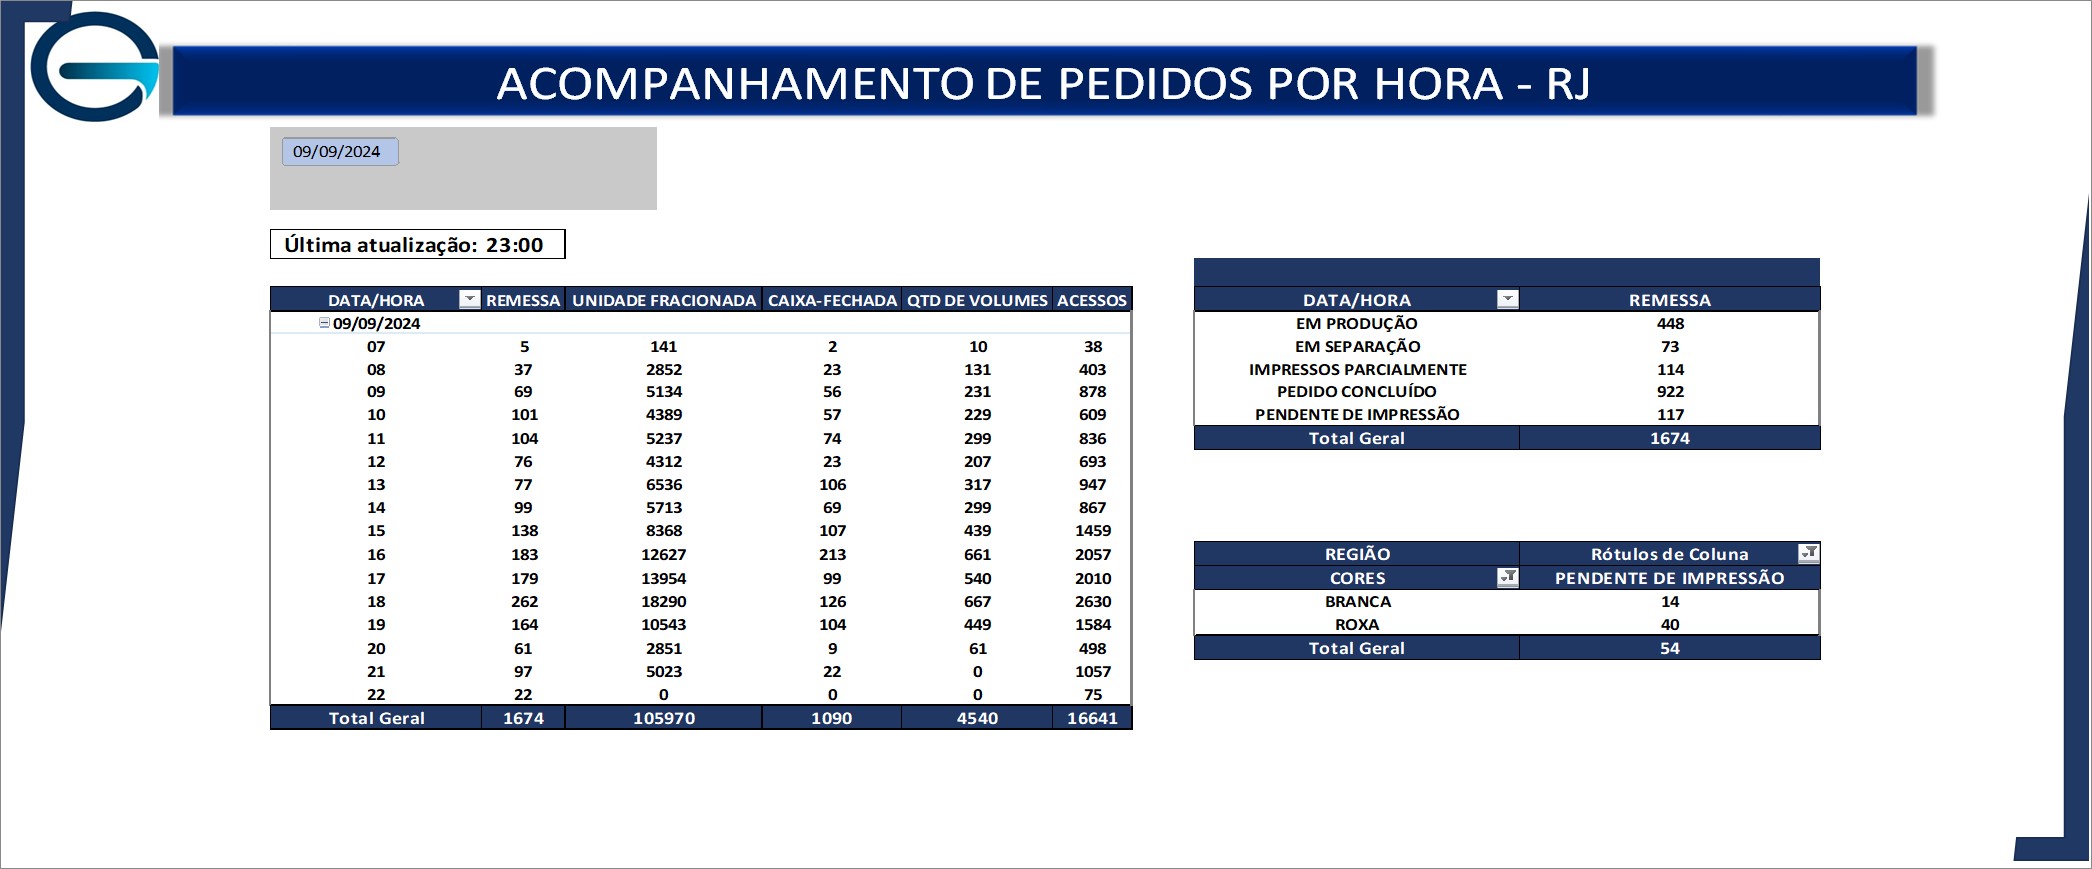 ACOMPANHAMENTO DE PEDIDOS POR HORA - RJ
09/09/2024
Última atualização: 23:00
DATA/HORA REMESSA UNIDADE FRACIONADA CAIXA-FECHADA QTD DE VOLUMES ACESSOS
09/09/2024
07 5 141 2 10 38
08 37 2852 23 131 403
09 69 5134 56 231 878
10 101 4389 57 229 609
11 104 5237 74 299 836
12 76 4312 23 207 693
13 77 6536 106 317 947
14 99 5713 69 299 867
15 138 8368 107 439 1459
16 183 12627 213 661 2057
17 179 13954 99 540 2010
18 262 18290 126 667 2630
19 164 10543 104 449 1584
20 61 2851 9 61 498
21 97 5023 22 0 1057
22 22 0 0 0 75
Total Geral 1674 105970 1090 4540 16641
DATA/HORA REMESSA
EM PRODUÇÃO 448
EM SEPARAÇÃO 73
IMPRESSOS PARCIALMENTE 114
PEDIDO CONCLUÍDO 922
PENDENTE DE IMPRESSÃO 117
Total Geral 1674
REGIÃO Rótulos de Coluna
CORES PENDENTE DE IMPRESSÃO
BRANCA 14
ROXA 40
Total Geral 54